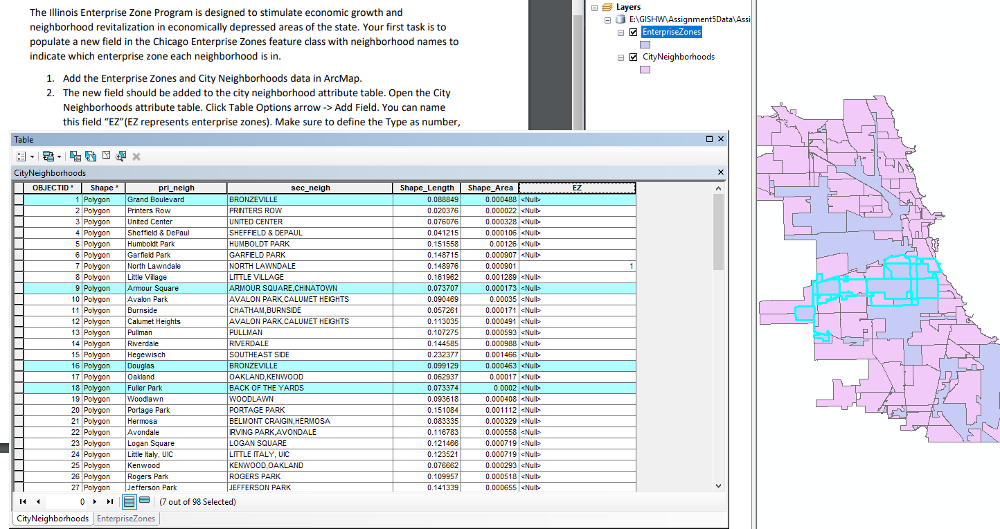 The Illinois Enterprise Zone Program is designed to stimulate economic growth and
neighborhood revitalization in economically depressed areas of the state. Your first task is to
populate a new field in the Chicago Enterprise Zones feature class with neighborhood names to
indicate which enterprise zone each neighborhood is in.
1. Add the Enterprise Zones and City Neighborhoods data in ArcMap.
2. The new field should be added to the city neighborhood attribute table. Open the City
Neighborhoods attribute table. Click Table Options arrow -> Add Field. You can name
this field “EZ”(EZ represents enterprise zones). Make sure to define the Type as number,
Layers
E:\GISHW\Assignment5Data\Assi
EnterpriseZones
CityNeighborhoods
Table
CityNeighborhoods
OBJECTID * Shape * pri_neigh sec_neigh Shape_Length Shape_Area EZ
1 Polygon Grand Boulevard BRONZEVILLE 0.088849 0.000488 <Null>
2 Polygon Printers Row PRINTERS ROW 0.020376 0.000022 <Null>
3 Polygon United Center UNITED CENTER 0.076076 0.000328 <Null>
4 Polygon Sheffield & DePaul SHEFFIELD & DEPAUL 0.041215 0.000106 <Null>
5 Polygon Humboldt Park HUMBOLDT PARK 0.151558 0.00126 <Null>
6 Polygon Garfield Park GARFIELD PARK 0.148715 0.000907 <Null>
7 Polygon North Lawndale NORTH LAWNDALE 0.148976 0.000901 1
8 Polygon Little Village LITTLE VILLAGE 0.161962 0.001289 <Null>
9 Polygon Armour Square ARMOUR SQUARE,CHINATOWN 0.073707 0.000173 <Null>
10 Polygon Avalon Park AVALON PARK,CALUMET HEIGHTS 0.090469 0.00035 <Null>
11 Polygon Burnside CHATHAM,BURNSIDE 0.057261 0.000171 <Null>
12 Polygon Calumet Heights AVALON PARK,CALUMET HEIGHTS 0.113035 0.000491 <Null>
13 Polygon Pullman PULLMAN 0.107275 0.000593 <Null>
14 Polygon Riverdale RIVERDALE 0.144585 0.000988 <Null>
15 Polygon Hegewisch SOUTHEAST SIDE 0.232377 0.001466 <Null>
16 Polygon Douglas BRONZEVILLE 0.099129 0.000463 <Null>
17 Polygon Oakland OAKLAND,KENWOOD 0.062937 0.00017 <Null>
18 Polygon Fuller Park BACK OF THE YARDS 0.073374 0.0002 <Null>
19 Polygon Woodlawn WOODLAWN 0.093618 0.000408 <Null>
20 Polygon Portage Park PORTAGE PARK 0.151084 0.001112 <Null>
21 Polygon Hermosa BELMONT CRAIGIN,HERMOSA 0.083335 0.000329 <Null>
22 Polygon Avondale IRVING PARK,AVONDALE 0.116783 0.000558 <Null>
23 Polygon Logan Square LOGAN SQUARE 0.121466 0.000719 <Null>
24 Polygon Little Italy, UIC LITTLE ITALY, UIC 0.123521 0.000719 <Null>
25 Polygon Kenwood KENWOOD,OAKLAND 0.076662 0.000293 <Null>
26 Polygon Rogers Park ROGERS PARK 0.109957 0.000518 <Null>
27 Polygon Jefferson Park JEFFERSON PARK 0.141339 0.000655 <Null>
0 (7 out of 98 Selected)
CityNeighborhoods EnterpriseZones